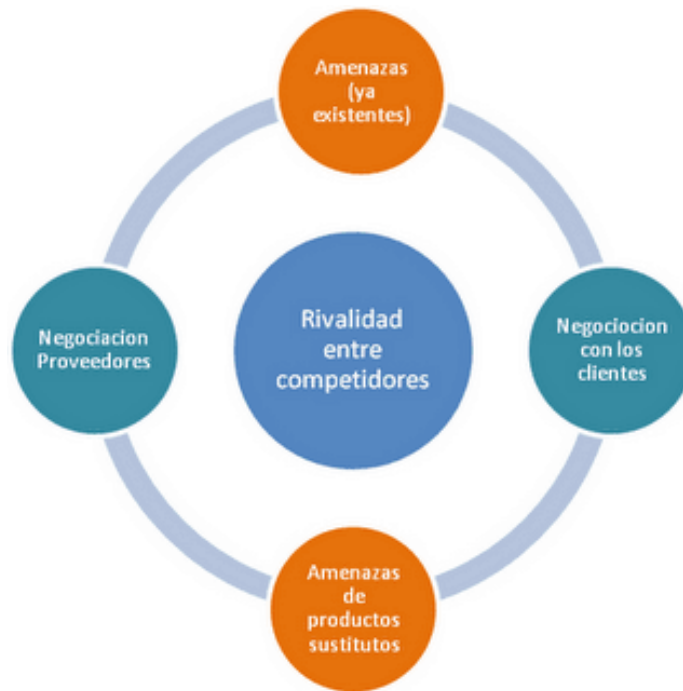 Amenazas
(ya
existentes)
Negociacion
Proveedores
Rivalidad
entre
competidores
Negociocion
con los
clientes
Amenazas
de
productos
sustitutos